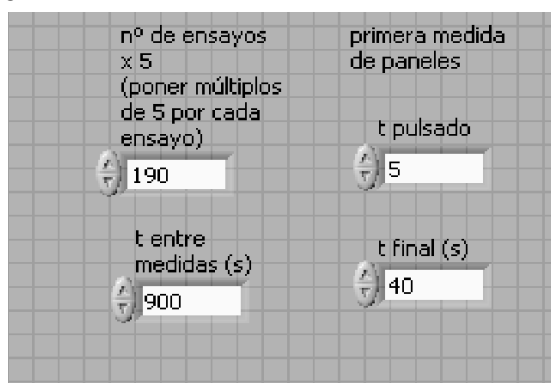 nº de ensayos
x 5
(poner múltiplos
de 5 por cada
ensayo)
190
primera medida
de paneles
t pulsado
5
t entre
medidas (s)
900
t final (s)
40